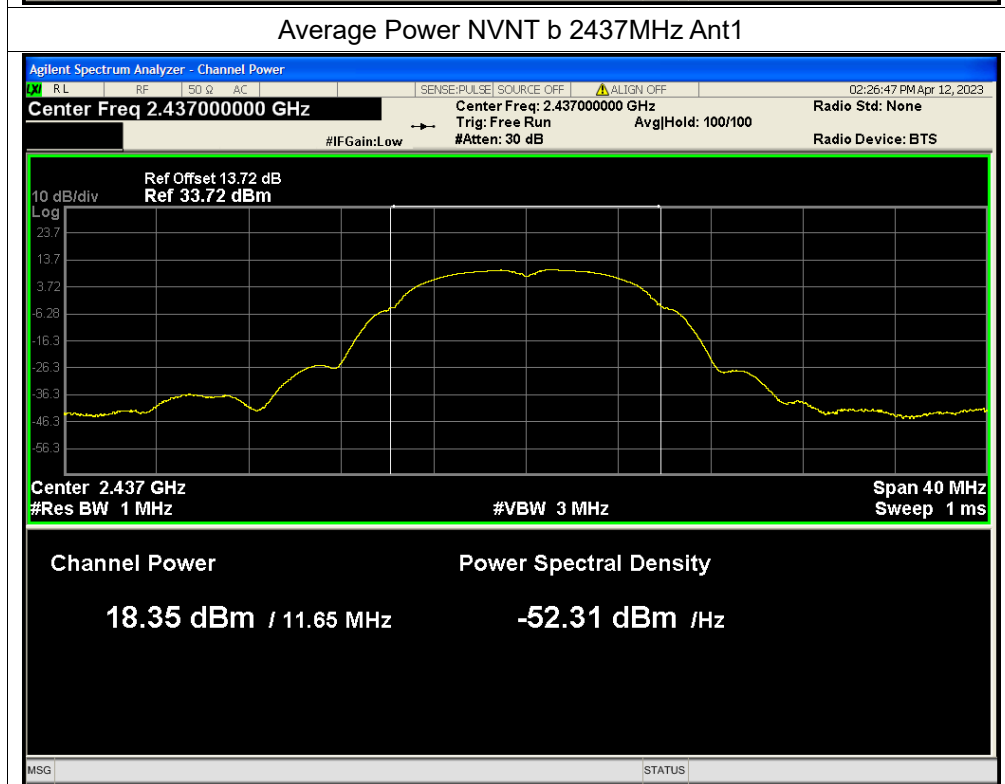 Average Power NVNT b 2437MHz Ant1
Agilent Spectrum Analyzer - Channel Power
LXI RL RF 50 Ω AC SENSE:PULSE SOURCE OFF ALIGN OFF 02:26:47 PM Apr 12, 2023
Center Freq 2.437000000 GHz Center Freq: 2.437000000 GHz Radio Std: None
Trig: Free Run Avg|Hold: 100/100
#IFGain:Low #Atten: 30 dB Radio Device: BTS
Ref Offset 13.72 dB
10 dB/div Ref 33.72 dBm
Log
23.7
13.7
3.72
-6.28
-16.3
-26.3
-36.3
-46.3
-56.3
Center 2.437 GHz Span 40 MHz
#Res BW 1 MHz #VBW 3 MHz Sweep 1 ms
Channel Power Power Spectral Density
18.35 dBm / 11.65 MHz -52.31 dBm /Hz
MSG STATUS